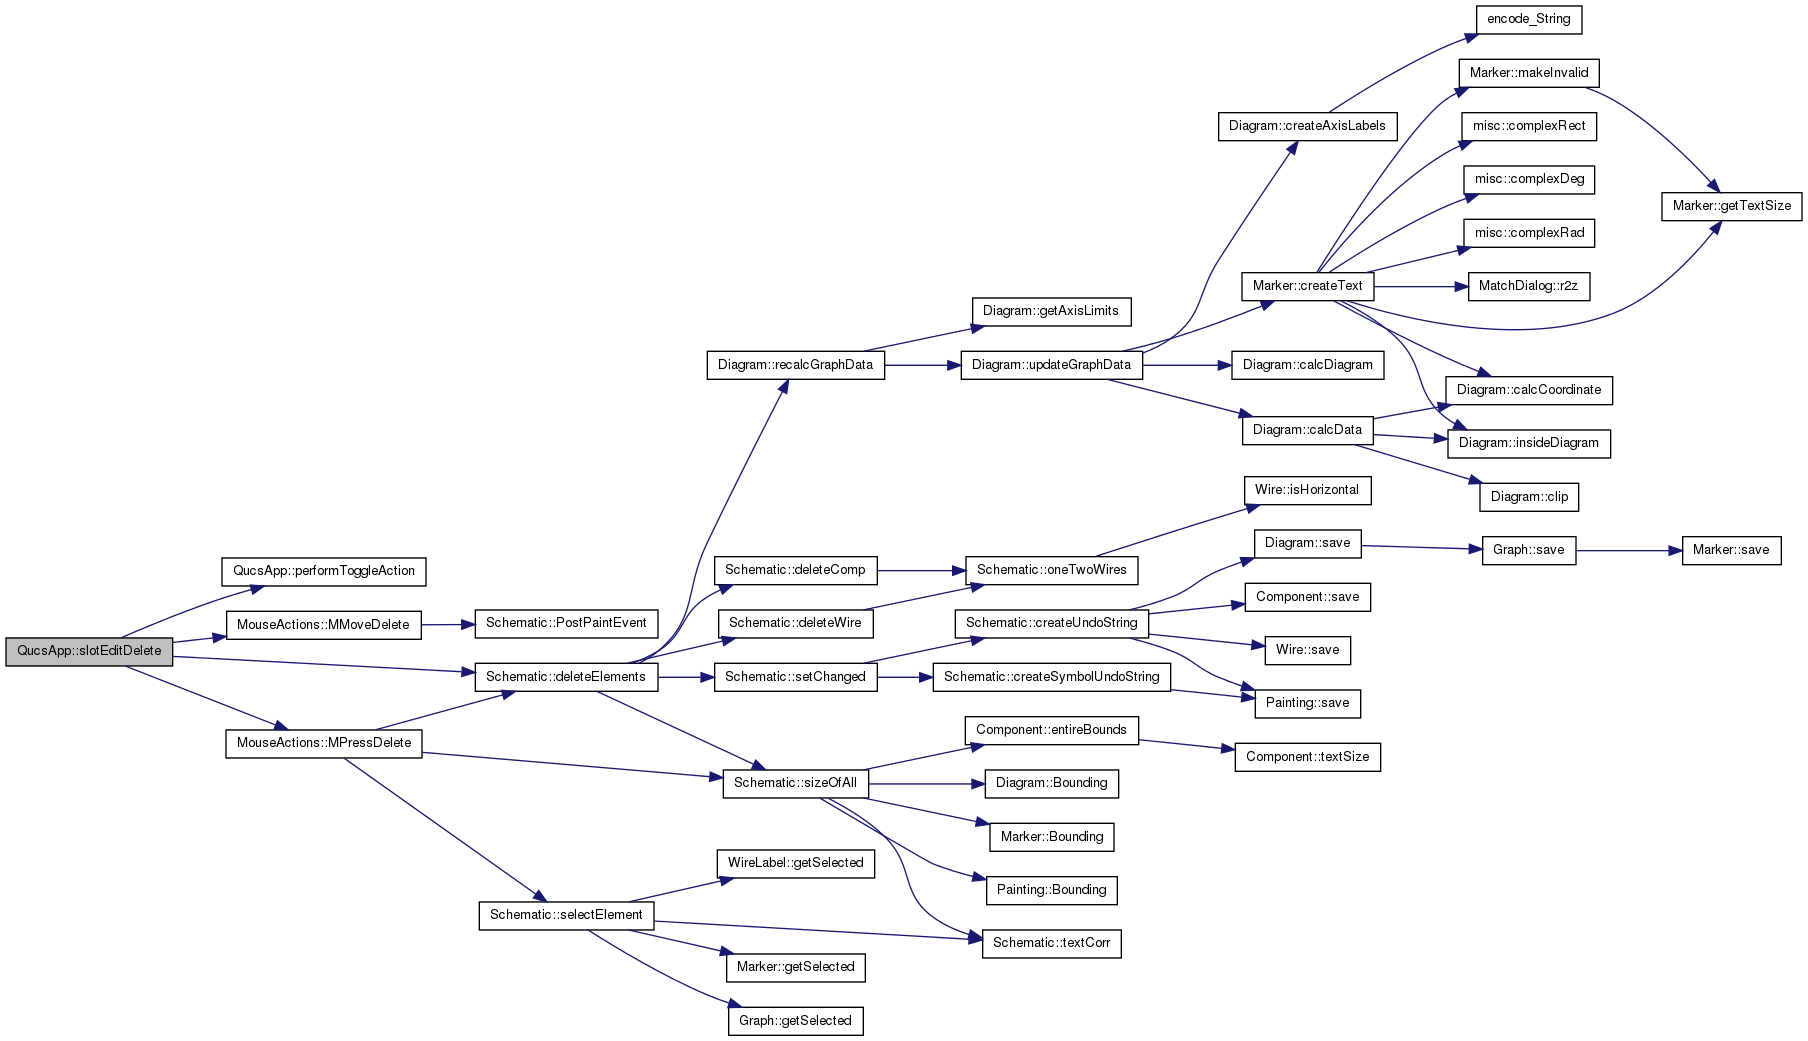 encode_String
Marker::makeInvalid
Diagram::createAxisLabels
misc::complexRect
misc::complexDeg
Marker::getTextSize
misc::complexRad
Marker::createText
MatchDialog::r2z
Diagram::getAxisLimits
Diagram::recalcGraphData
Diagram::updateGraphData
Diagram::calcDiagram
Diagram::calcCoordinate
Diagram::calcData
Diagram::insideDiagram
Wire::isHorizontal
Diagram::clip
Diagram::save
Graph::save
Marker::save
QucsApp::performToggleAction
Schematic::deleteComp
Schematic::oneTwoWires
Component::save
MouseActions::MMoveDelete
Schematic::PostPaintEvent
Schematic::deleteWire
Schematic::createUndoString
QucsApp::slotEditDelete
Wire::save
Schematic::deleteElements
Schematic::setChanged
Schematic::createSymbolUndoString
Painting::save
MouseActions::MPressDelete
Component::entireBounds
Component::textSize
Schematic::sizeOfAll
Diagram::Bounding
Marker::Bounding
WireLabel::getSelected
Painting::Bounding
Schematic::selectElement
Schematic::textCorr
Marker::getSelected
Graph::getSelected